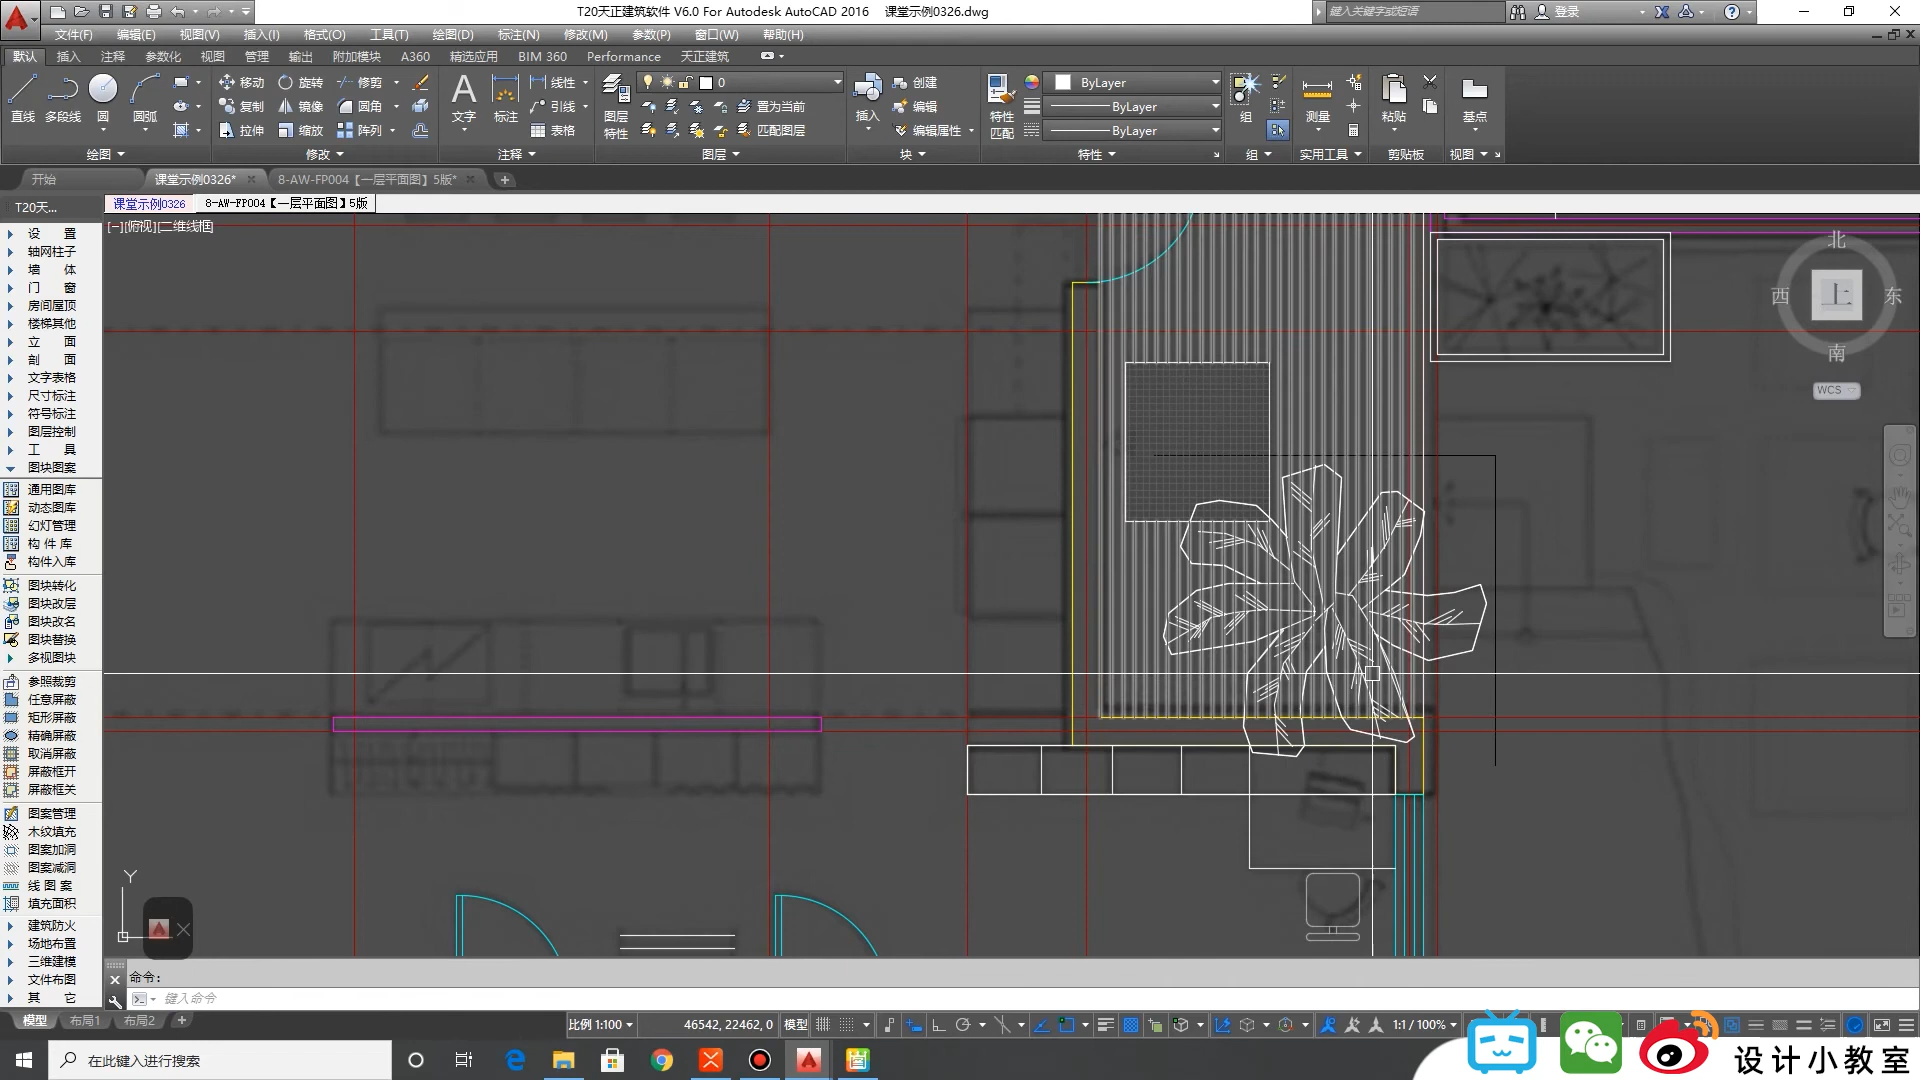 T20天正建筑软件 V6.0 For Autodesk AutoCAD 2016 课堂示例0326.dwg
键入关键字或短语
登录
文件(F) 编辑(E) 视图(V) 插入(I) 格式(O) 工具(T) 绘图(D) 标注(N) 修改(M) 参数(P) 窗口(W) 帮助(H)
默认 插入 注释 参数化 视图 管理 输出 附加模块 A360 精选应用 BIM 360 Performance 天正建筑
移动 旋转 修剪 线性 0 创建 ByLayer
直线 多段线 圆 圆弧 复制 镜像 圆角 文字 标注 引线 图层特性 置为当前 插入 编辑 特性匹配 ByLayer 组 测量 粘贴 基点
拉伸 缩放 阵列 表格 匹配图层 编辑属性 ByLayer
绘图 修改 注释 图层 块 特性 组 实用工具 剪贴板 视图
开始 课堂示例0326* 8-AW-FP004【一层平面图】5版*
T20天... 课堂示例0326 8-AW-FP004【一层平面图】5版
[−][俯视][二维线框]
设 置
轴网柱子
墙 体
门 窗
房间屋顶
楼梯其他
立 面
剖 面
文字表格
尺寸标注
符号标注
图层控制
工 具
图块图案
通用图库
动态图库
幻灯管理
构 件 库
构件入库
图块转化
图块改层
图块改名
图块替换
多视图块
参照裁剪
任意屏蔽
矩形屏蔽
精确屏蔽
取消屏蔽
屏蔽框开
屏蔽框关
图案管理
木纹填充
图案加洞
图案减洞
线 图 案
填充面积
建筑防火
场地布置
三维建模
文件布图
其 它
北
西 上 东
南
WCS
Y
命令:
键入命令
模型 布局1 布局2
比例 1:100 46542, 22462, 0 模型 1:1 / 100%
在此键入进行搜索
设计小教室